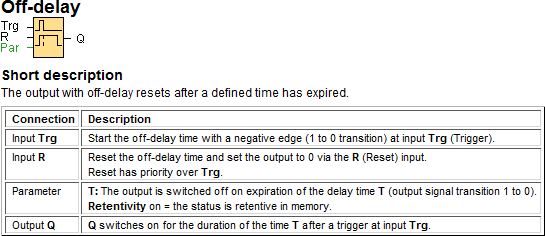 Off-delay
Trg
R
Par
Q
Short description
The output with off-delay resets after a defined time has expired.
Connection Description
Input Trg Start the off-delay time with a negative edge (1 to 0 transition) at input Trg (Trigger).
Input R Reset the off-delay time and set the output to 0 via the R (Reset) input.
Reset has priority over Trg.
Parameter T: The output is switched off on expiration of the delay time T (output signal transition 1 to 0).
Retentivity on = the status is retentive in memory.
Output Q Q switches on for the duration of the time T after a trigger at input Trg.